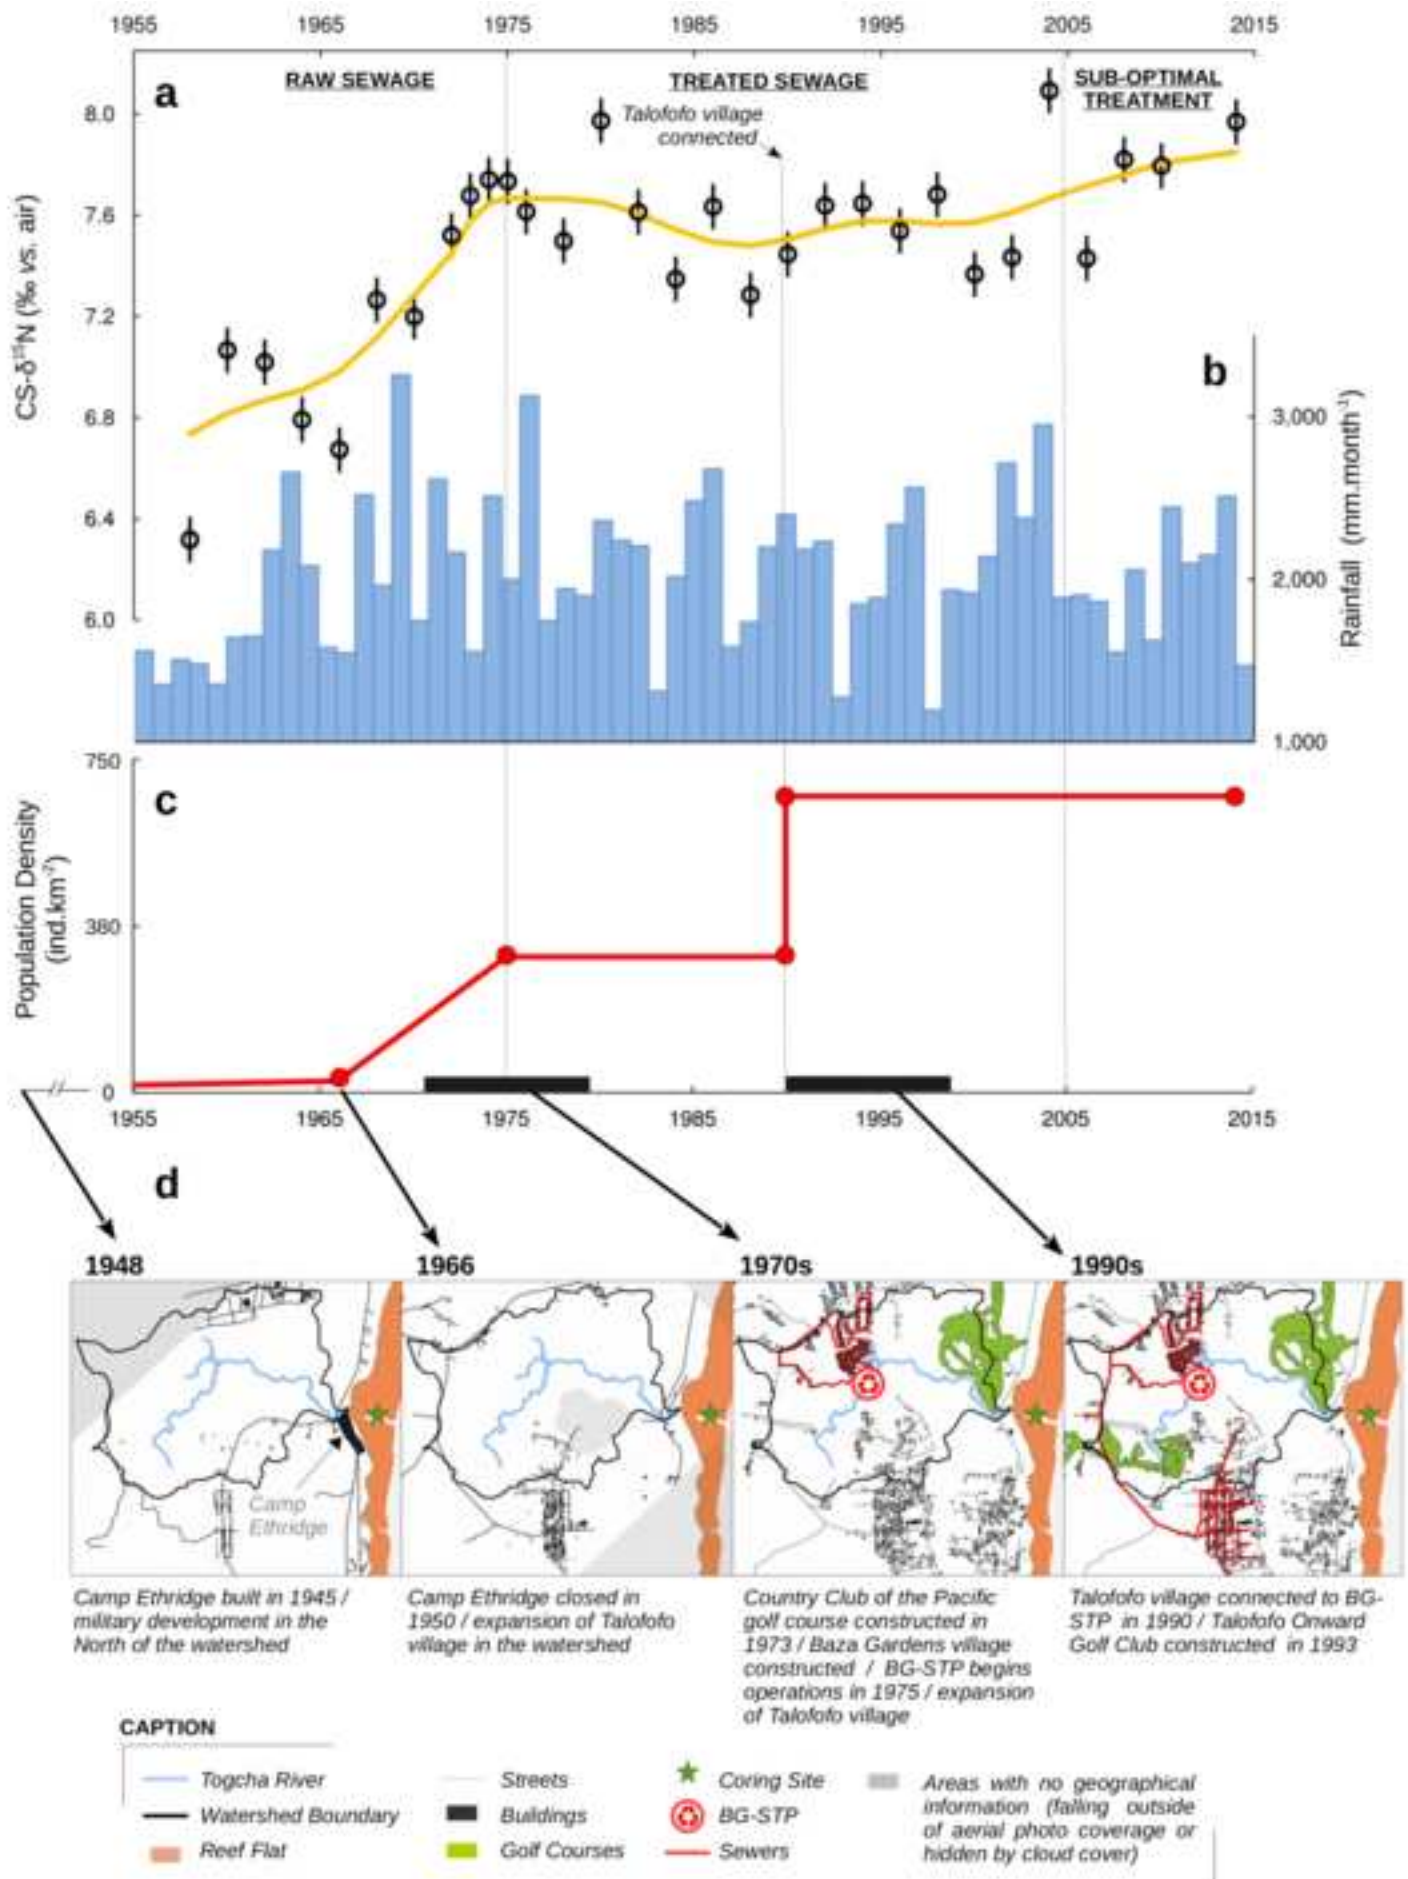 1955 1965 1975 1985 1995 2005 2015
a
RAW SEWAGE
TREATED SEWAGE
SUB-OPTIMAL
TREATMENT
Talofofo village
connected
8.0
7.6
7.2
6.8
6.4
6.0
CS-δ¹⁵N (‰ vs. air)
b
3,000
2,000
1,000
Rainfall (mm.month⁻¹)
c
750
380
0
Population Density
(ind.km⁻²)
1955 1965 1975 1985 1995 2005 2015
d
1948
1966
1970s
1990s
Camp
Ethridge
Camp Ethridge built in 1945 /
military development in the
North of the watershed
Camp Ethridge closed in
1950 / expansion of Talofofo
village in the watershed
Country Club of the Pacific
golf course constructed in
1973 / Baza Gardens village
constructed / BG-STP begins
operations in 1975 / expansion
of Talofofo village
Talofofo village connected to BG-
STP in 1990 / Talofofo Onward
Golf Club constructed in 1993
CAPTION
Togcha River
Watershed Boundary
Reef Flat
Streets
Buildings
Golf Courses
Coring Site
BG-STP
Sewers
Areas with no geographical
information (falling outside
of aerial photo coverage or
hidden by cloud cover)